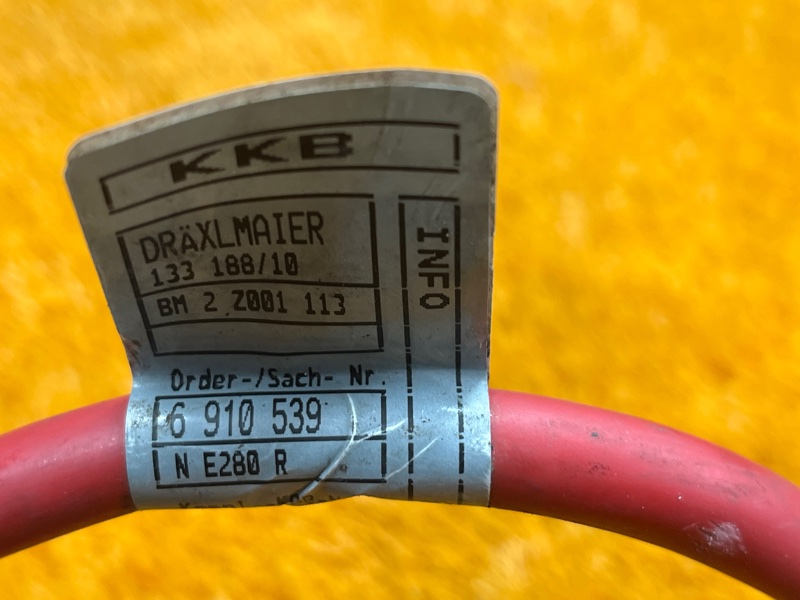 KKB
DRÄXLMAIER
133 188/10
BM 2 Z001 113
INFO
Order-/Sach- Nr.
6 910 539
N E280 R